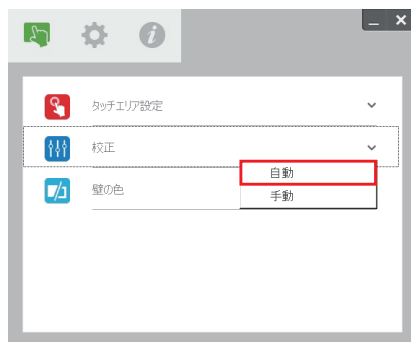 タッチエリア設定
校正
自動
手動
壁の色